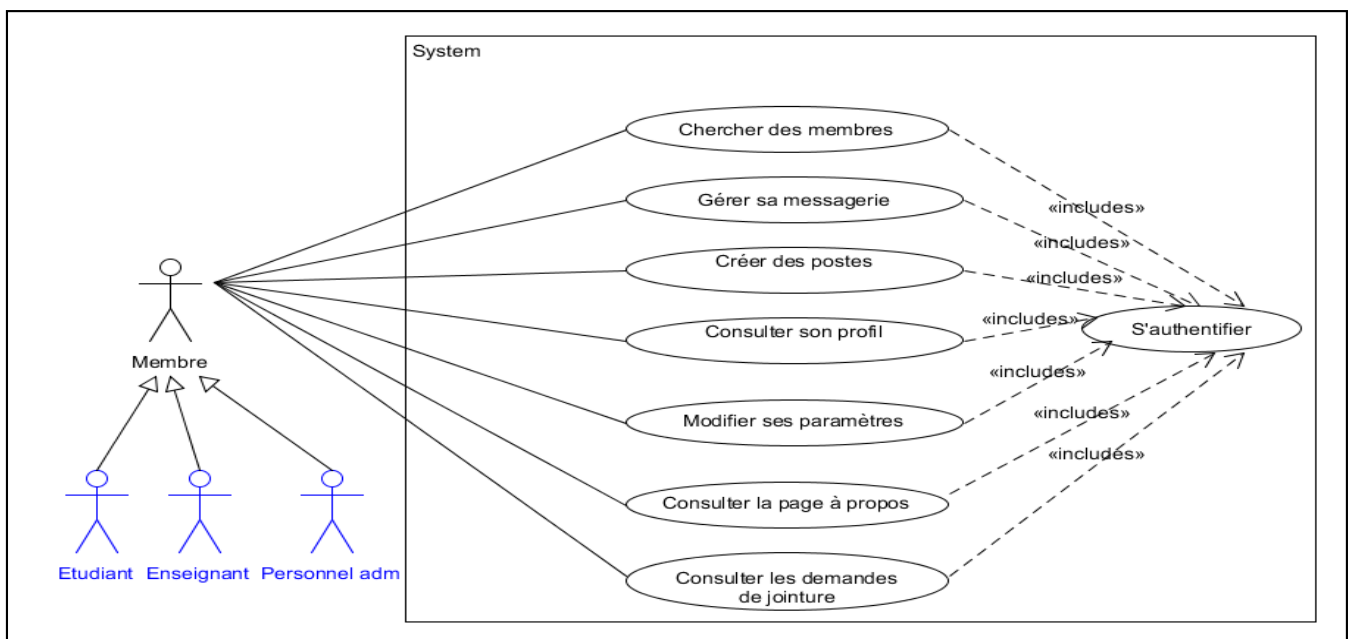 System
Chercher des membres
«includes»
Gérer sa messagerie
«includes»
Créer des postes
«includes»
Consulter son profil
«includes»
S'authentifier
Membre
Modifier ses paramètres
«includes»
Consulter la page à propos
«includes»
Consulter les demandes
de jointure
«includes»
Etudiant
Enseignant
Personnel adm